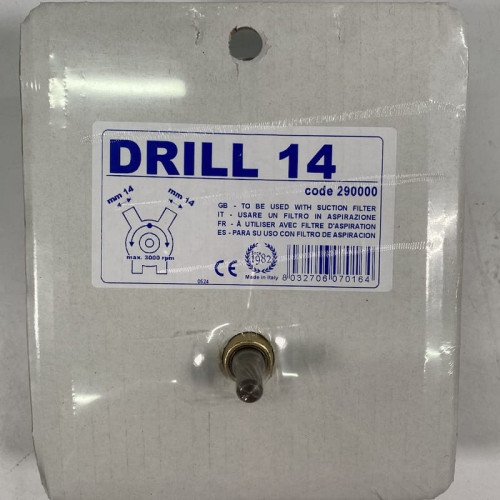 DRILL 14
code 290000
mm 14
mm 14
max. 3000 rpm
GB - TO BE USED WITH SUCTION FILTER
IT - USARE UN FILTRO IN ASPIRAZIONE
FR - À UTILISER AVEC FILTRE D'ASPIRATION
ES - PARA SU USO CON FILTRO DE ASPIRACION
0624
CE
1982
Made in Italy
8 032706 070164